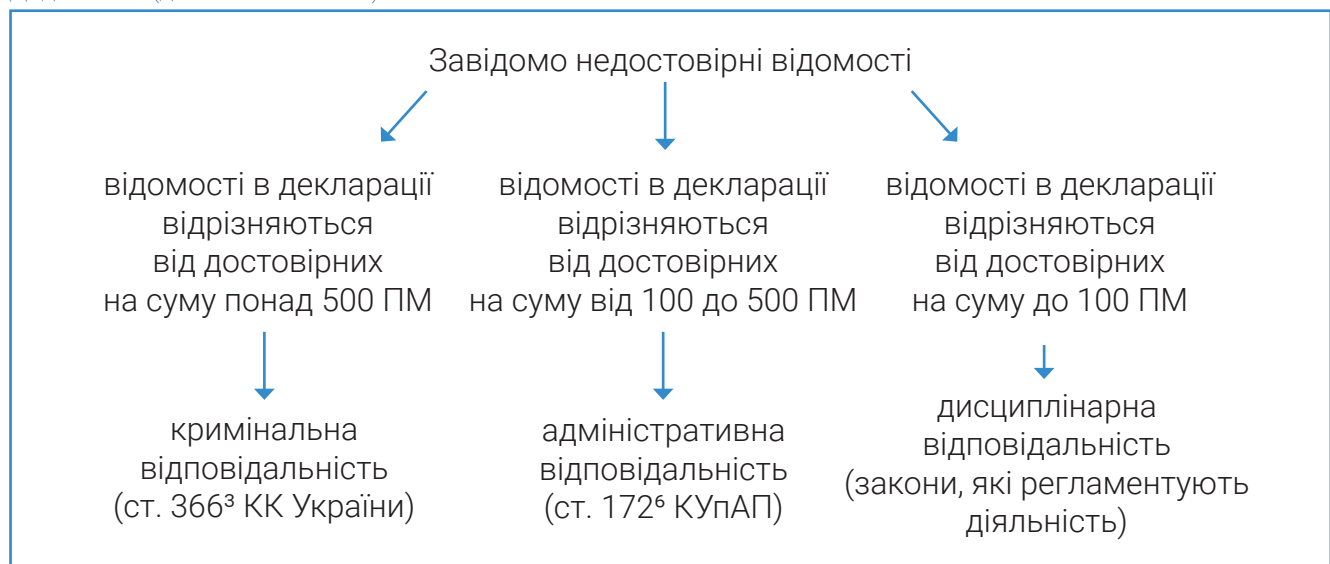 Завідомо недостовірні відомості
відомості в декларації
відрізняються
від достовірних
на суму понад 500 ПМ
відомості в декларації
відрізняються
від достовірних
на суму від 100 до 500 ПМ
відомості в декларації
відрізняються
від достовірних
на суму до 100 ПМ
кримінальна
відповідальність
(ст. 366³ КК України)
адміністративна
відповідальність
(ст. 172⁶ КУпАП)
дисциплінарна
відповідальність
(закони, які регламентують
діяльність)